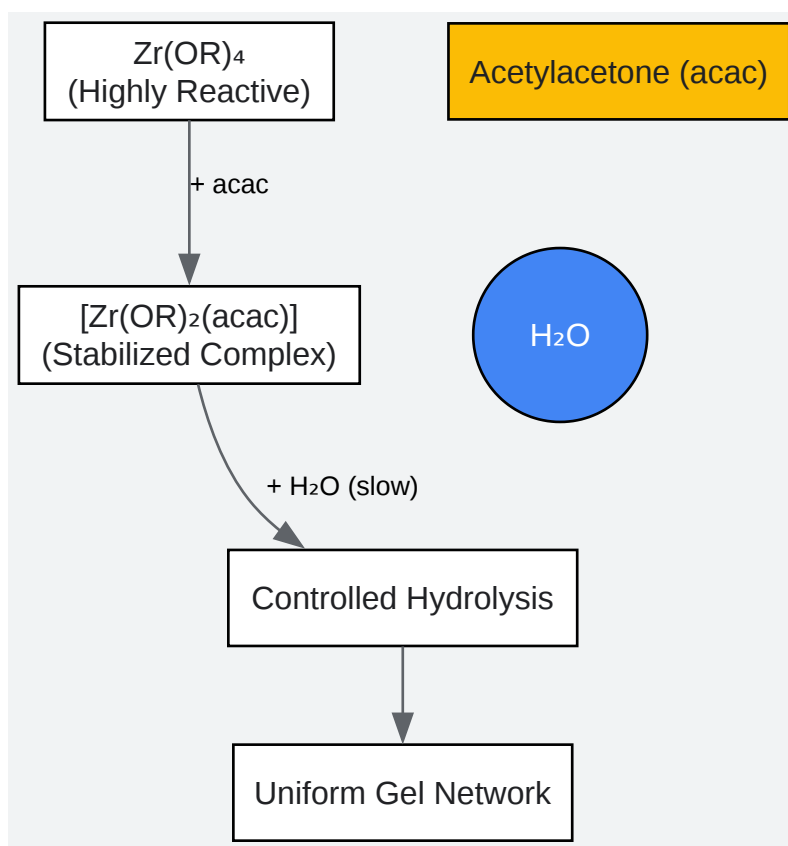 Zr(OR)₄
(Highly Reactive)
Acetylacetone (acac)
+ acac
[Zr(OR)₂(acac)]
(Stabilized Complex)
H₂O
+ H₂O (slow)
Controlled Hydrolysis
Uniform Gel Network